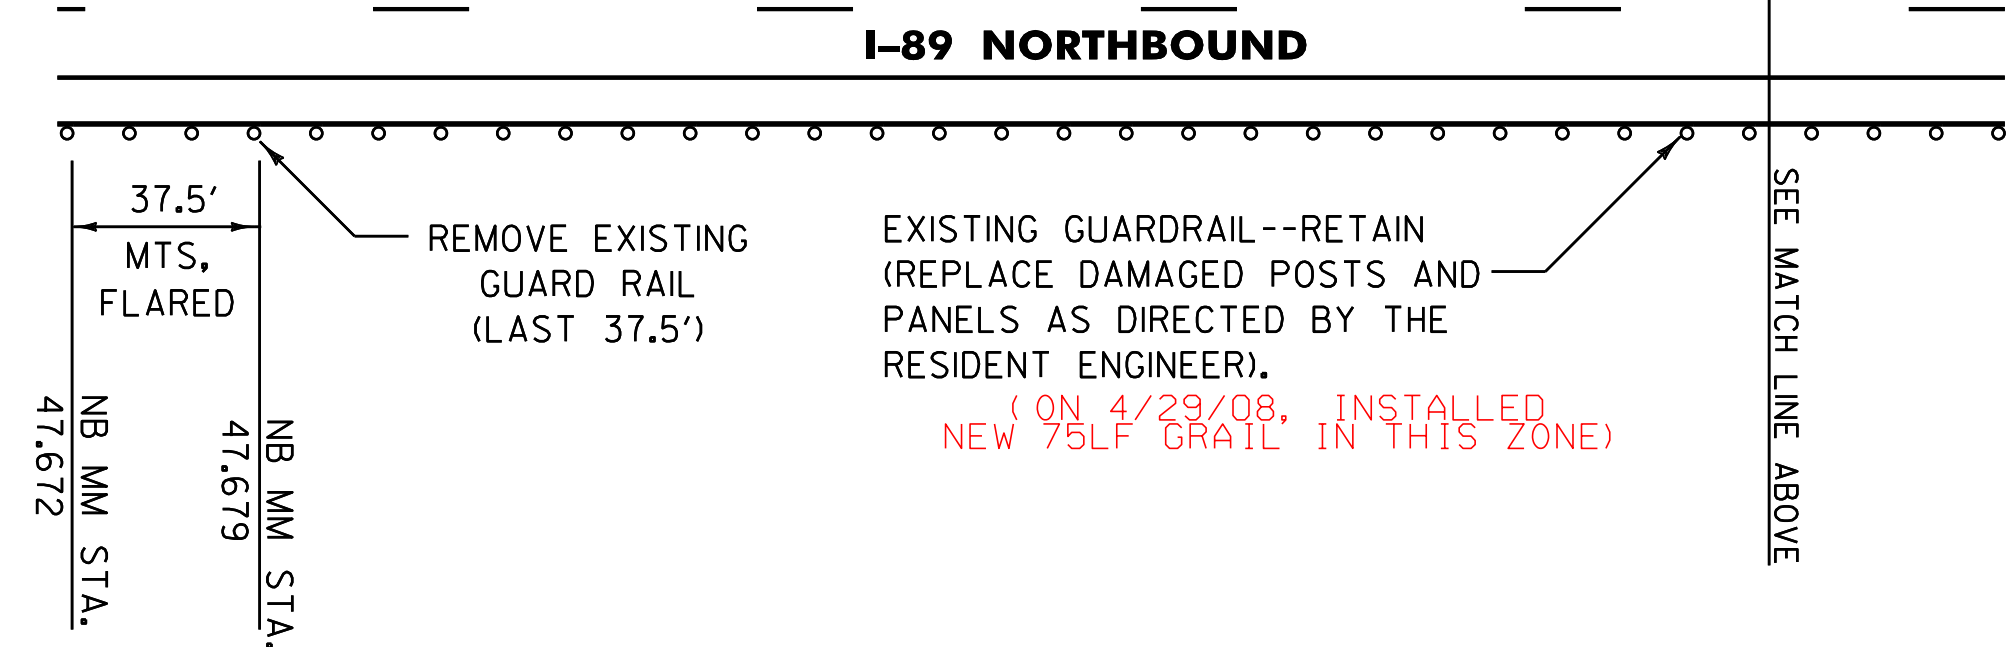 I–89 NORTHBOUND
37.5'
MTS,
FLARED
REMOVE EXISTING
GUARD RAIL
(LAST 37.5')
EXISTING GUARDRAIL--RETAIN
(REPLACE DAMAGED POSTS AND
PANELS AS DIRECTED BY THE
RESIDENT ENGINEER).
(ON 4/29/08, INSTALLED
NEW 75LF GRAIL IN THIS ZONE)
SEE MATCH LINE ABOVE
NB MM STA.
47.672
NB MM STA.
47.679